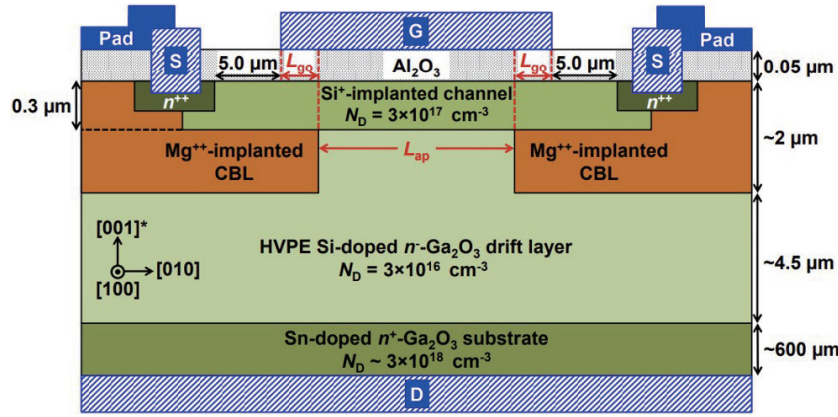 G
Pad
Pad
S
S
5.0 µm
Lgo
Al₂O₃
Lgo
5.0 µm
0.05 µm
0.3 µm
n⁺⁺
n⁺⁺
Si⁺-implanted channel
N_D = 3×10¹⁷ cm⁻³
Mg⁺⁺-implanted
CBL
Lap
Mg⁺⁺-implanted
CBL
~2 µm
[001]*
[010]
[100]
HVPE Si-doped n⁻-Ga₂O₃ drift layer
N_D = 3×10¹⁶ cm⁻³
~4.5 µm
Sn-doped n⁺-Ga₂O₃ substrate
N_D ~ 3×10¹⁸ cm⁻³
~600 µm
D